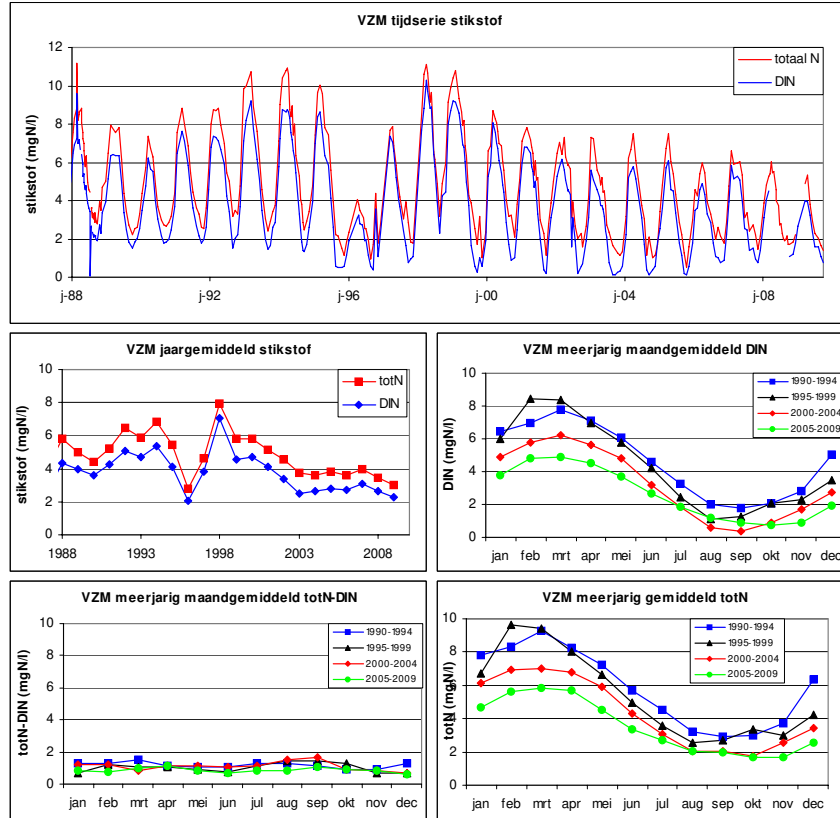 VZM tijdserie stikstof
stikstof (mgN/l)
12
10
8
6
4
2
0
totaal N
DIN
j-88 j-92 j-96 j-00 j-04 j-08
VZM jaargemiddeld stikstof
stikstof (mgN/l)
10
8
6
4
2
0
totN
DIN
1988 1993 1998 2003 2008
VZM meerjarig maandgemiddeld DIN
DIN (mgN/l)
10
8
6
4
2
0
1990-1994
1995-1999
2000-2004
2005-2009
jan feb mrt apr mei jun jul aug sep okt nov dec
VZM meerjarig maandgemiddeld totN-DIN
totN-DIN (mgN/l)
10
8
6
4
2
0
1990-1994
1995-1999
2000-2004
2005-2009
jan feb mrt apr mei jun jul aug sep okt nov dec
VZM meerjarig gemiddeld totN
totN (mgN/l)
10
8
6
4
2
0
1990-1994
1995-1999
2000-2004
2005-2009
jan feb mrt apr mei jun jul aug sep okt nov dec